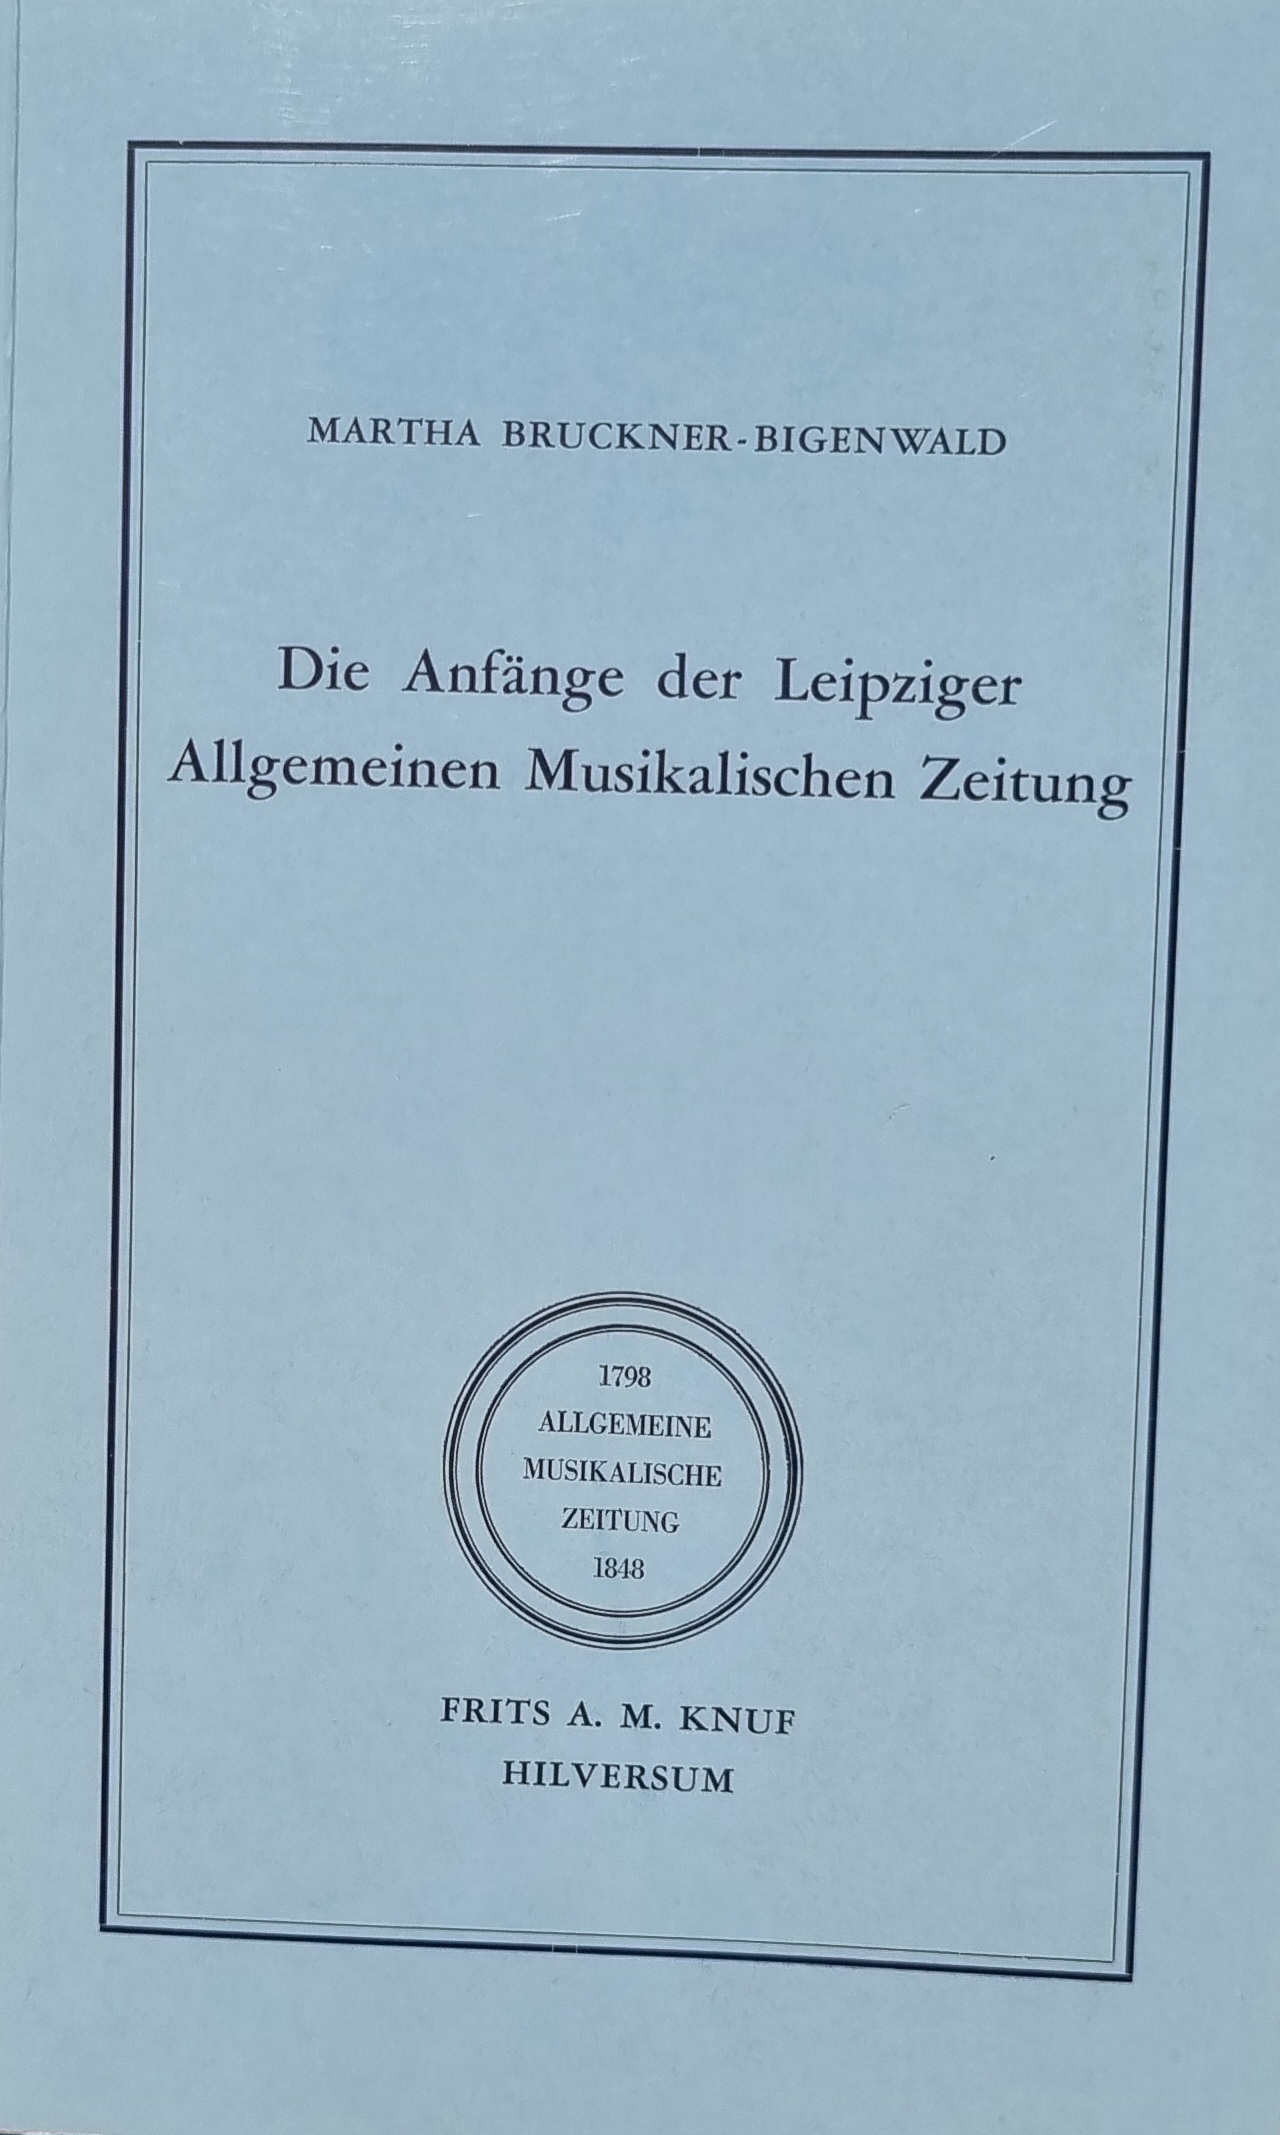 MARTHA BRUCKNER-BIGENWALD
Die Anfänge der Leipziger
Allgemeinen Musikalischen Zeitung
1798
ALLGEMEINE
MUSIKALISCHE
ZEITUNG
1848
FRITS A. M. KNUF
HILVERSUM